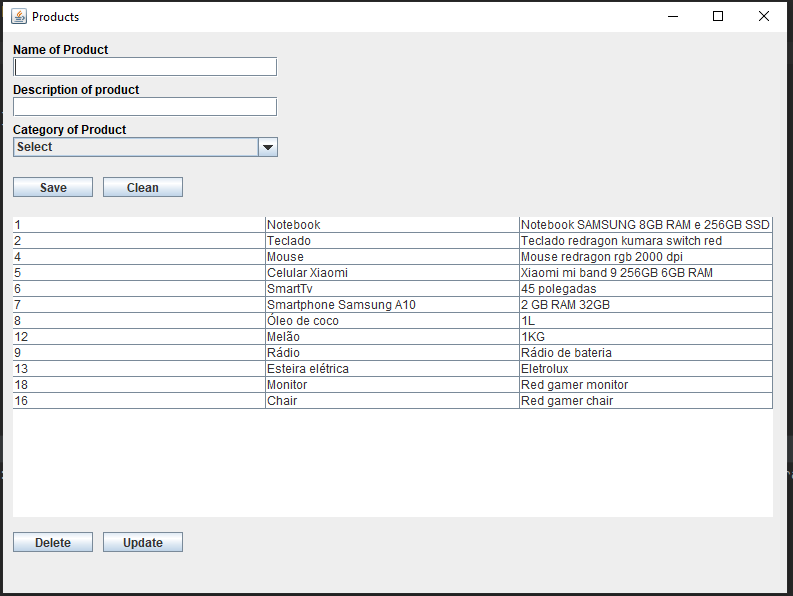 Products
Name of Product
Description of product
Category of Product
Select
Save Clean
1 Notebook Notebook SAMSUNG 8GB RAM e 256GB SSD
2 Teclado Teclado redragon kumara switch red
4 Mouse Mouse redragon rgb 2000 dpi
5 Celular Xiaomi Xiaomi mi band 9 256GB 6GB RAM
6 SmartTv 45 polegadas
7 Smartphone Samsung A10 2 GB RAM 32GB
8 Óleo de coco 1L
12 Melão 1KG
9 Rádio Rádio de bateria
13 Esteira elétrica Eletrolux
18 Monitor Red gamer monitor
16 Chair Red gamer chair
Delete Update